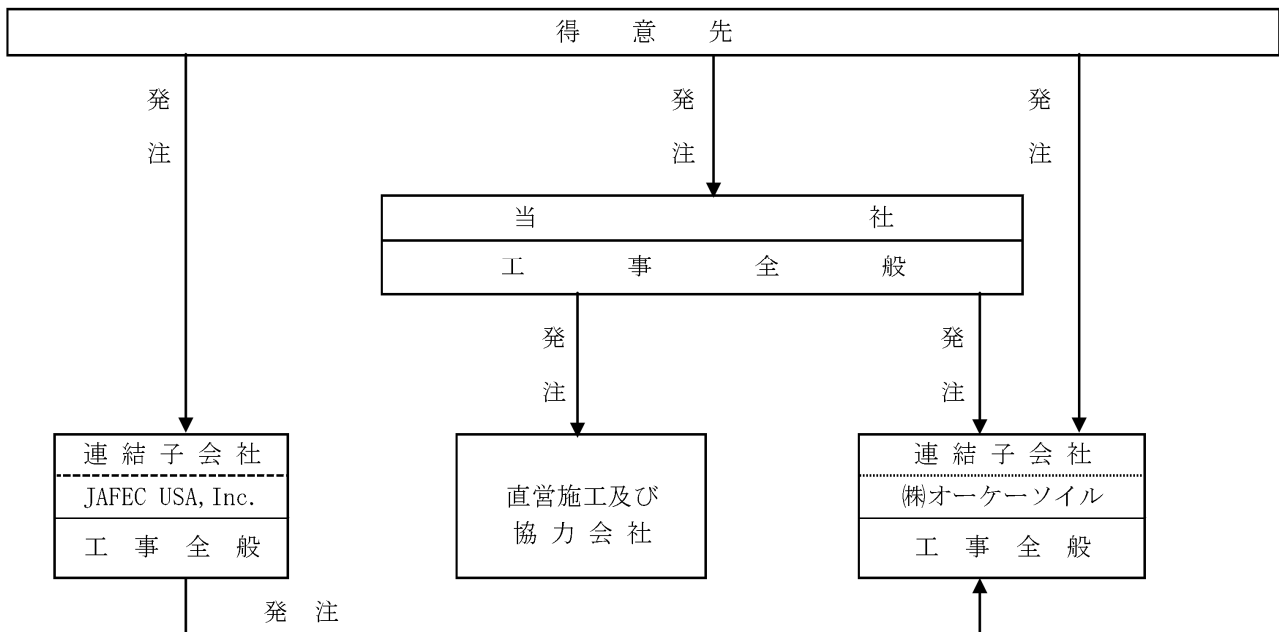 得意先
発注
発注
発注
当社
工事全般
発注
発注
連結子会社
JAFEC USA, Inc.
工事全般
直営施工及び
協力会社
連結子会社
㈱オーケーソイル
工事全般
発注